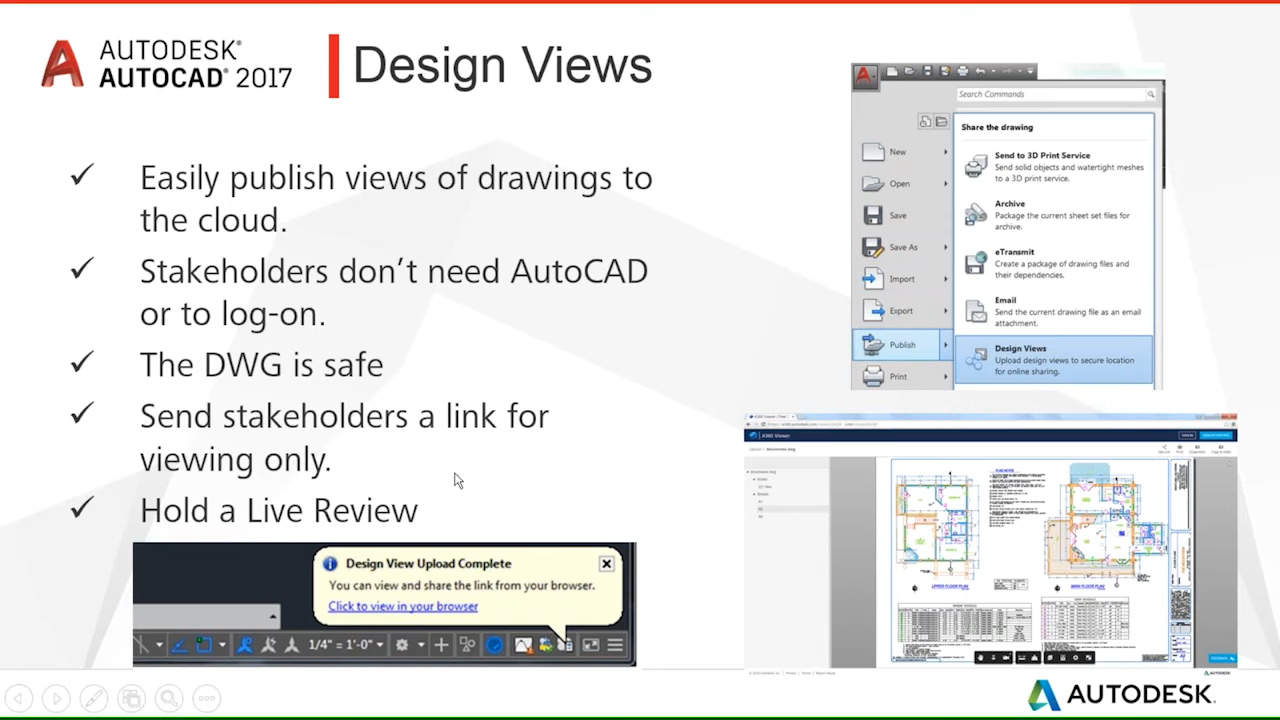 AUTODESK®
AUTOCAD® 2017
Design Views
Easily publish views of drawings to
the cloud.
Stakeholders don't need AutoCAD
or to log-on.
The DWG is safe
Send stakeholders a link for
viewing only.
Hold a Live review
Search Commands
Share the drawing
New
Open
Save
Save As
Import
Export
Publish
Print
Send to 3D Print Service
Send solid objects and watertight meshes
to a 3D print service.
Archive
Package the current sheet set files for
archive.
eTransmit
Create a package of drawing files and
their dependencies.
Email
Send the current drawing file as an email
attachment.
Design Views
Upload design views to secure location
for online sharing.
A360 Viewer
UPPER FLOOR PLAN
MAIN FLOOR PLAN
Design View Upload Complete
You can view and share the link from your browser.
Click to view in your browser
1/4" = 1'-0"
AUTODESK.